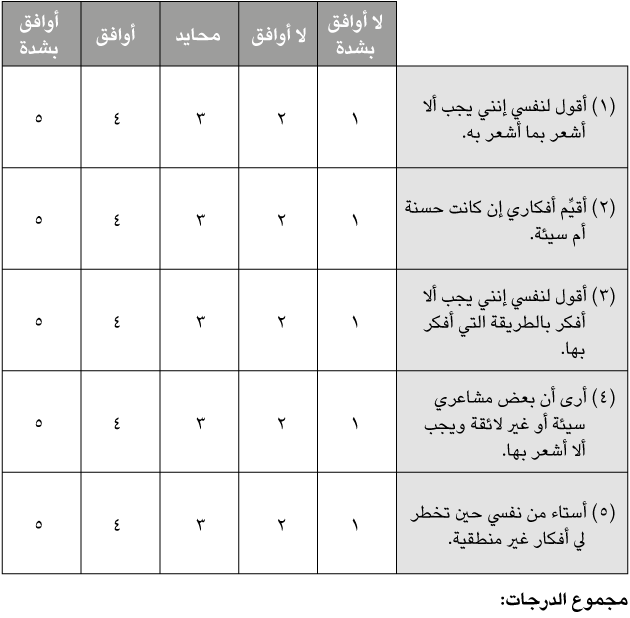 لا أوافق بشدة	لا أوافق	محايد	أوافق	أوافق بشدة
(١) أقول لنفسي إنني يجب ألا
أشعر بما أشعر به.
١	٢	٣	٤	٥
(٢) أقيِّم أفكاري إن كانت حسنة
أم سيئة.
١	٢	٣	٤	٥
(٣) أقول لنفسي إنني يجب ألا
أفكر بالطريقة التي أفكر
بها.
١	٢	٣	٤	٥
(٤) أرى أن بعض مشاعري
سيئة أو غير لائقة ويجب
ألا أشعر بها.
١	٢	٣	٤	٥
(٥) أستاء من نفسي حين تخطر
لي أفكار غير منطقية.
١	٢	٣	٤	٥
مجموع الدرجات: